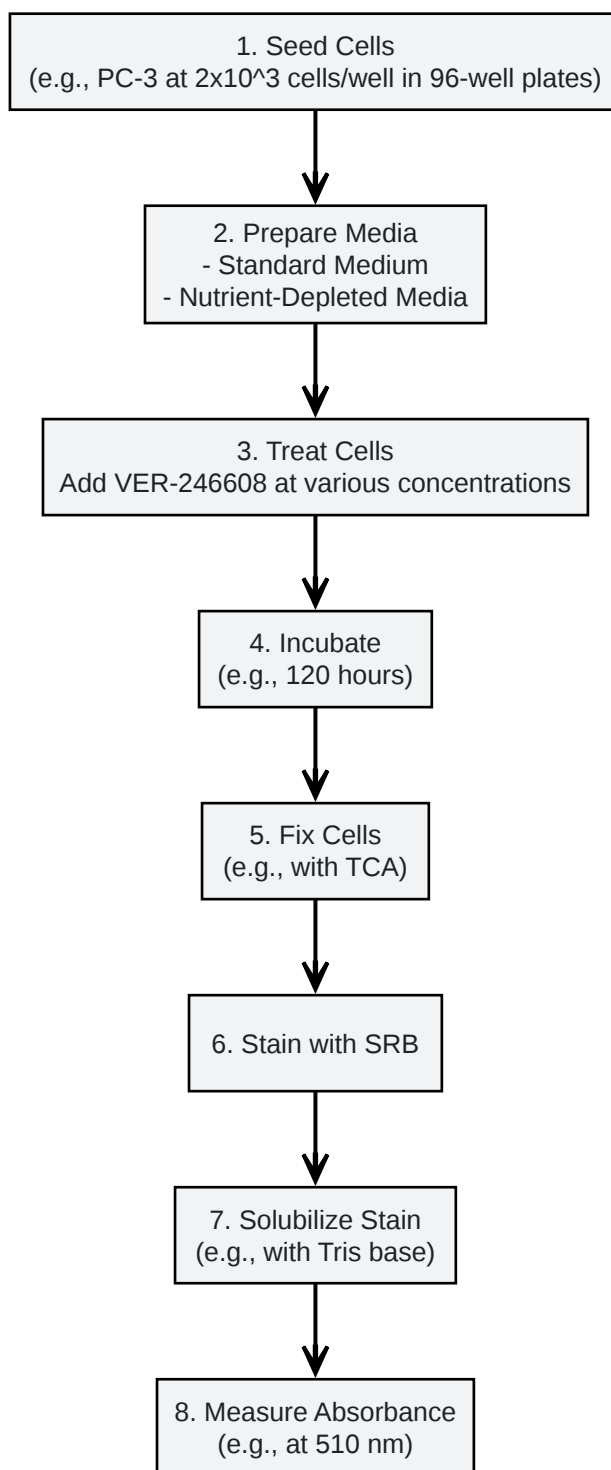 1. Seed Cells
(e.g., PC-3 at 2x10^3 cells/well in 96-well plates)
2. Prepare Media
- Standard Medium
- Nutrient-Depleted Media
3. Treat Cells
Add VER-246608 at various concentrations
4. Incubate
(e.g., 120 hours)
5. Fix Cells
(e.g., with TCA)
6. Stain with SRB
7. Solubilize Stain
(e.g., with Tris base)
8. Measure Absorbance
(e.g., at 510 nm)